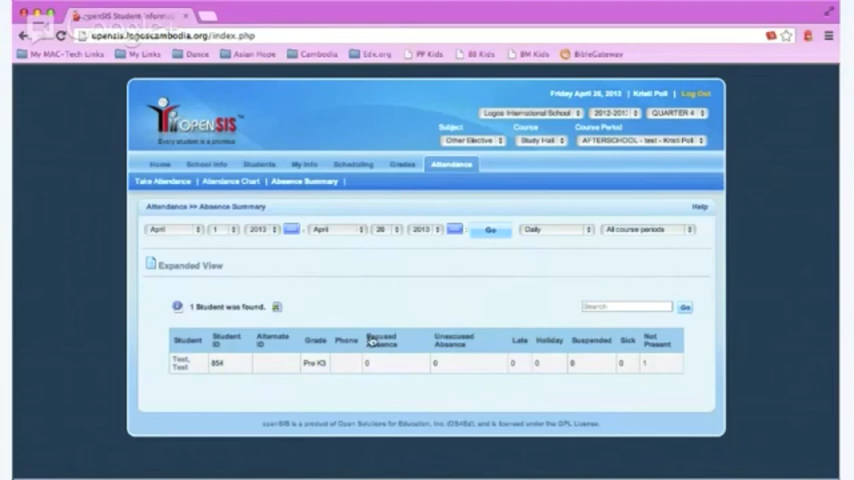 openSIS Student Informat
opensis.logoscambodia.org/index.php
My MAC-Tech Links My Links Dance Asian Hope Cambodia Edx.org PP Kids BB Kids BM Kids BibleGateway
Friday April 26, 2013 | Kristi Poll | Log Out
OPENSIS™
Every student is a promise
Logos International School 2012-2013 QUARTER 4
Subject Course Course Period
Other Elective Study Hall AFTERSCHOOL - test - Kristi Poll
Home School Info Students My Info Scheduling Grades Attendance
Take Attendance | Attendance Chart | Absence Summary |
Attendance >> Absence Summary Help
April 1 2013 - April 26 2013 : Go Daily All course periods
Expanded View
1 Student was found. Search Go
Student Student ID Alternate ID Grade Phone Excused Absence Unexcused Absence Late Holiday Suspended Sick Not Present
Test, Test 854 Pre K3 0 0 0 0 0 0 1
openSIS is a product of Open Solutions for Education, Inc. (OS4Ed). and is licensed under the GPL License.